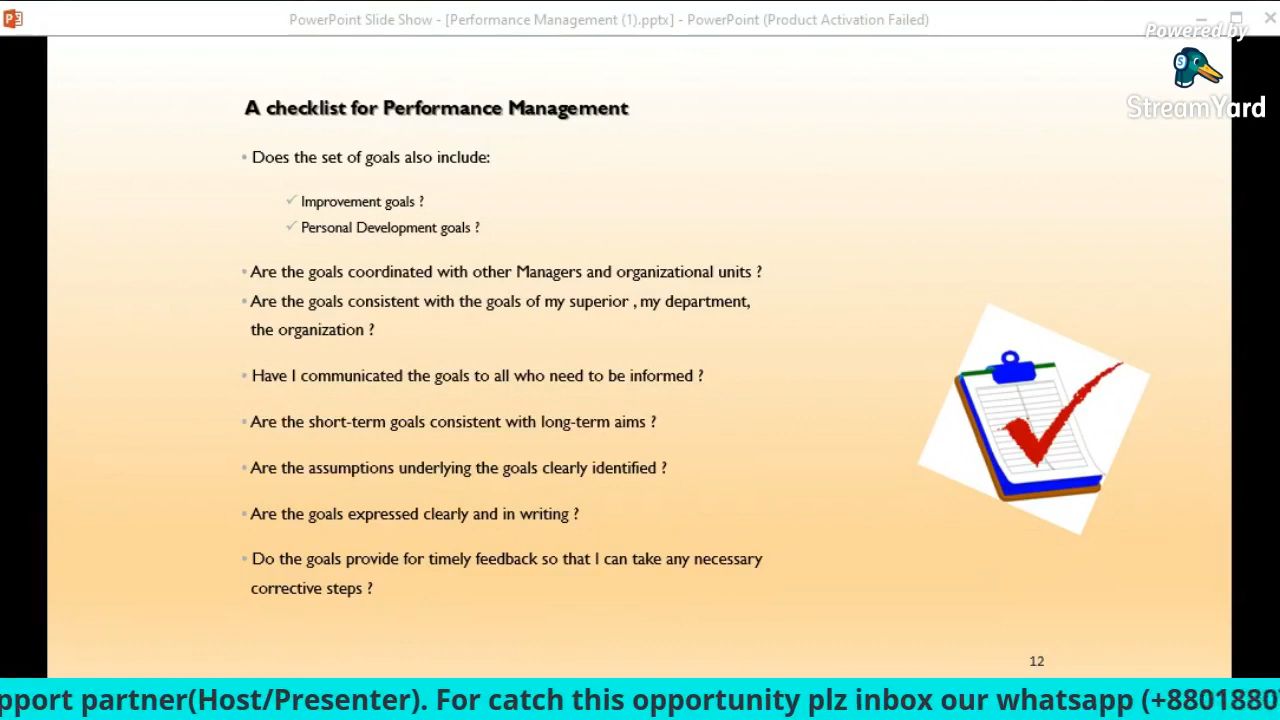 PowerPoint Slide Show - [Performance Management (1).pptx] - PowerPoint (Product Activation Failed)
Powered by
StreamYard
A checklist for Performance Management
• Does the set of goals also include:
✓ Improvement goals ?
✓ Personal Development goals ?
• Are the goals coordinated with other Managers and organizational units ?
• Are the goals consistent with the goals of my superior , my department,
the organization ?
• Have I communicated the goals to all who need to be informed ?
• Are the short-term goals consistent with long-term aims ?
• Are the assumptions underlying the goals clearly identified ?
• Are the goals expressed clearly and in writing ?
• Do the goals provide for timely feedback so that I can take any necessary
corrective steps ?
12
pport partner(Host/Presenter). For catch this opportunity plz inbox our whatsapp (+8801880